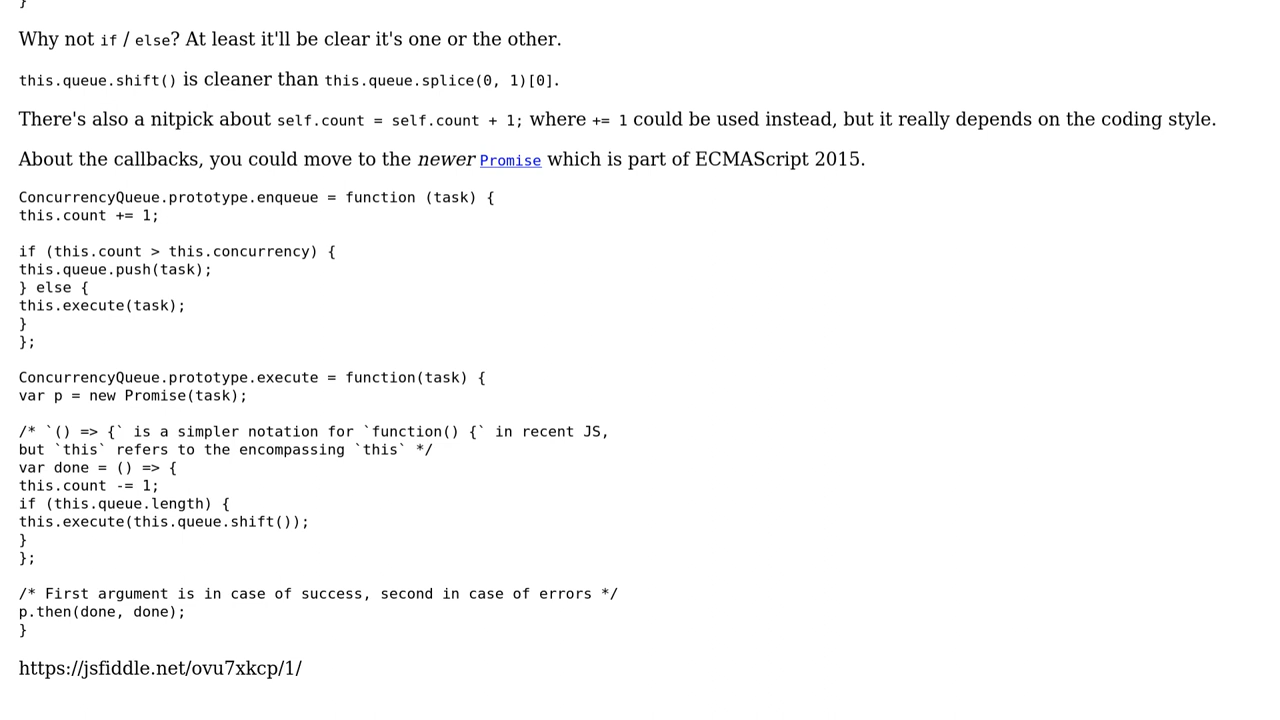 }
Why not if / else? At least it'll be clear it's one or the other.
this.queue.shift() is cleaner than this.queue.splice(0, 1)[0].
There's also a nitpick about self.count = self.count + 1; where += 1 could be used instead, but it really depends on the coding style.
About the callbacks, you could move to the newer Promise which is part of ECMAScript 2015.
ConcurrencyQueue.prototype.enqueue = function (task) {
this.count += 1;
if (this.count > this.concurrency) {
this.queue.push(task);
} else {
this.execute(task);
}
};
ConcurrencyQueue.prototype.execute = function(task) {
var p = new Promise(task);
/* `() => {` is a simpler notation for `function() {` in recent JS,
but `this` refers to the encompassing `this` */
var done = () => {
this.count -= 1;
if (this.queue.length) {
this.execute(this.queue.shift());
}
};
/* First argument is in case of success, second in case of errors */
p.then(done, done);
}
https://jsfiddle.net/ovu7xkcp/1/